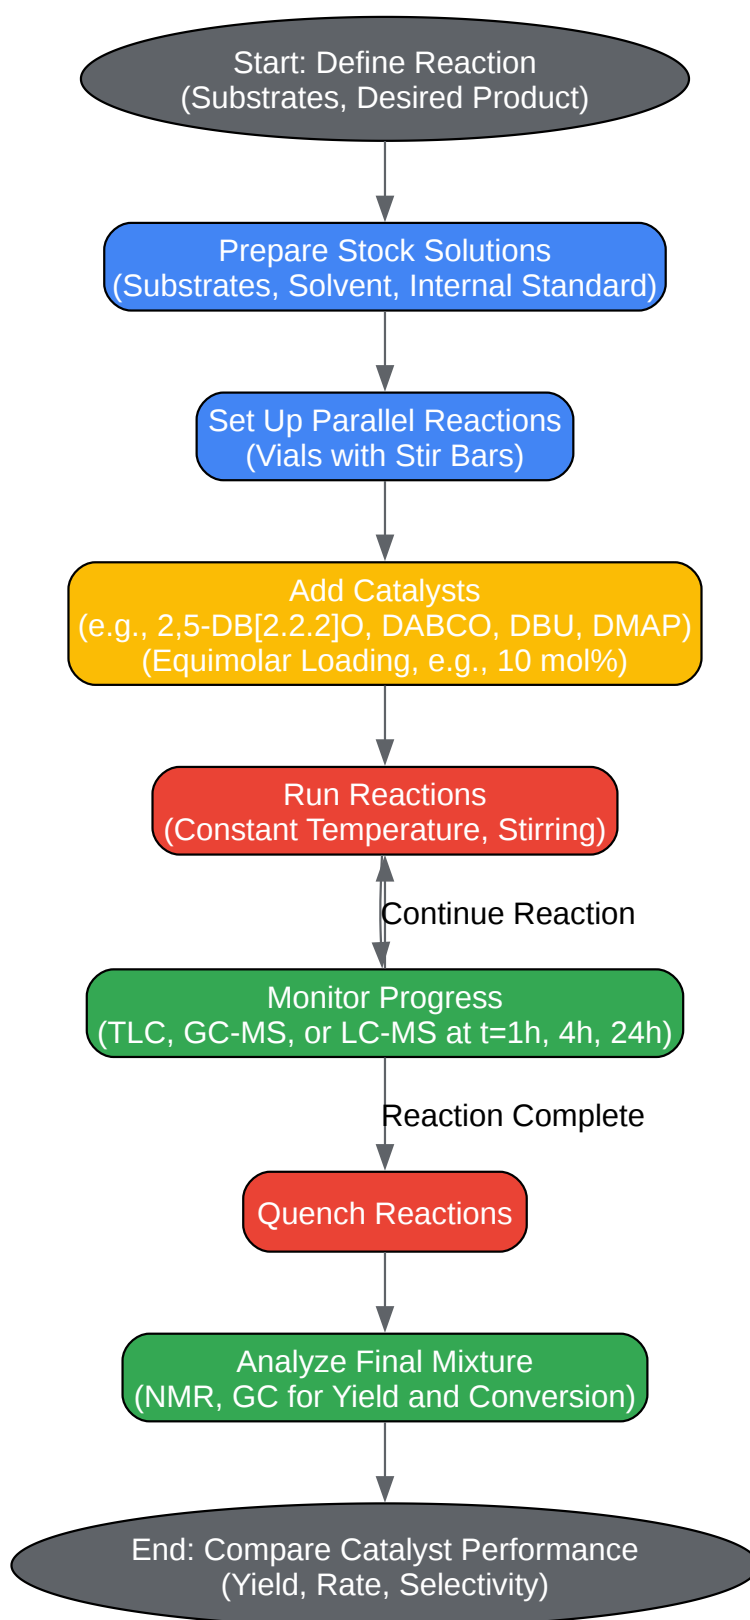 Start: Define Reaction
(Substrates, Desired Product)
Prepare Stock Solutions
(Substrates, Solvent, Internal Standard)
Set Up Parallel Reactions
(Vials with Stir Bars)
Add Catalysts
(e.g., 2,5-DB[2.2.2]O, DABCO, DBU, DMAP)
(Equimolar Loading, e.g., 10 mol%)
Run Reactions
(Constant Temperature, Stirring)
Continue Reaction
Monitor Progress
(TLC, GC-MS, or LC-MS at t=1h, 4h, 24h)
Reaction Complete
Quench Reactions
Analyze Final Mixture
(NMR, GC for Yield and Conversion)
End: Compare Catalyst Performance
(Yield, Rate, Selectivity)